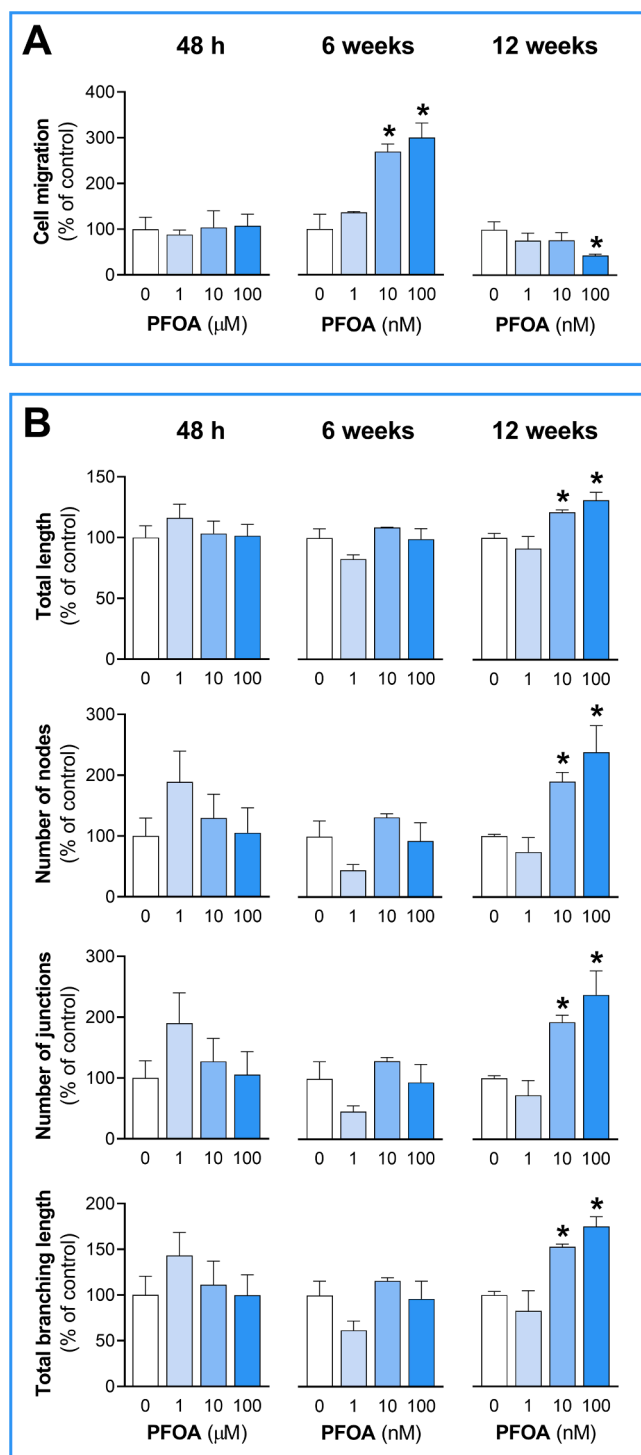 A
48 h 6 weeks 12 weeks
Cell migration
(% of control)
400
300
200
100
0
* *
*
0 1 10 100 0 1 10 100 0 1 10 100
PFOA (μM) PFOA (nM) PFOA (nM)
B
48 h 6 weeks 12 weeks
Total length
(% of control)
150
100
50
0
* *
0 1 10 100 0 1 10 100 0 1 10 100
Number of nodes
(% of control)
300
200
100
0
* *
0 1 10 100 0 1 10 100 0 1 10 100
Number of junctions
(% of control)
300
200
100
0
* *
0 1 10 100 0 1 10 100 0 1 10 100
Total branching length
(% of control)
200
150
100
50
0
* *
0 1 10 100 0 1 10 100 0 1 10 100
PFOA (μM) PFOA (nM) PFOA (nM)